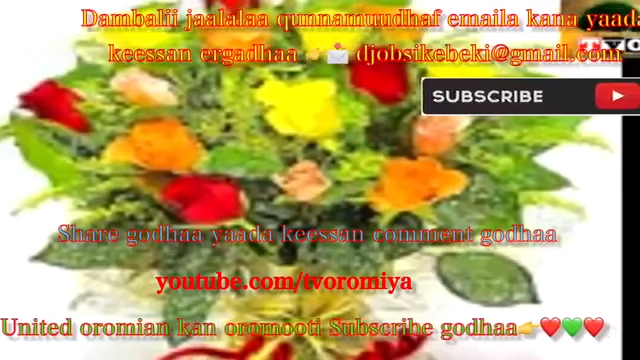 Dambalii jaalalaa qunnamuudhaf emaila kana yaada
keessan ergadhaa 👉📩 djobsikebeki@gmail.com
TVO
SUBSCRIBE
Share godhaa yaada keessan comment godhaa
youtube.com/tvoromiya
United oromian kan oromooti Subscribe godhaa👉❤️💚❤️